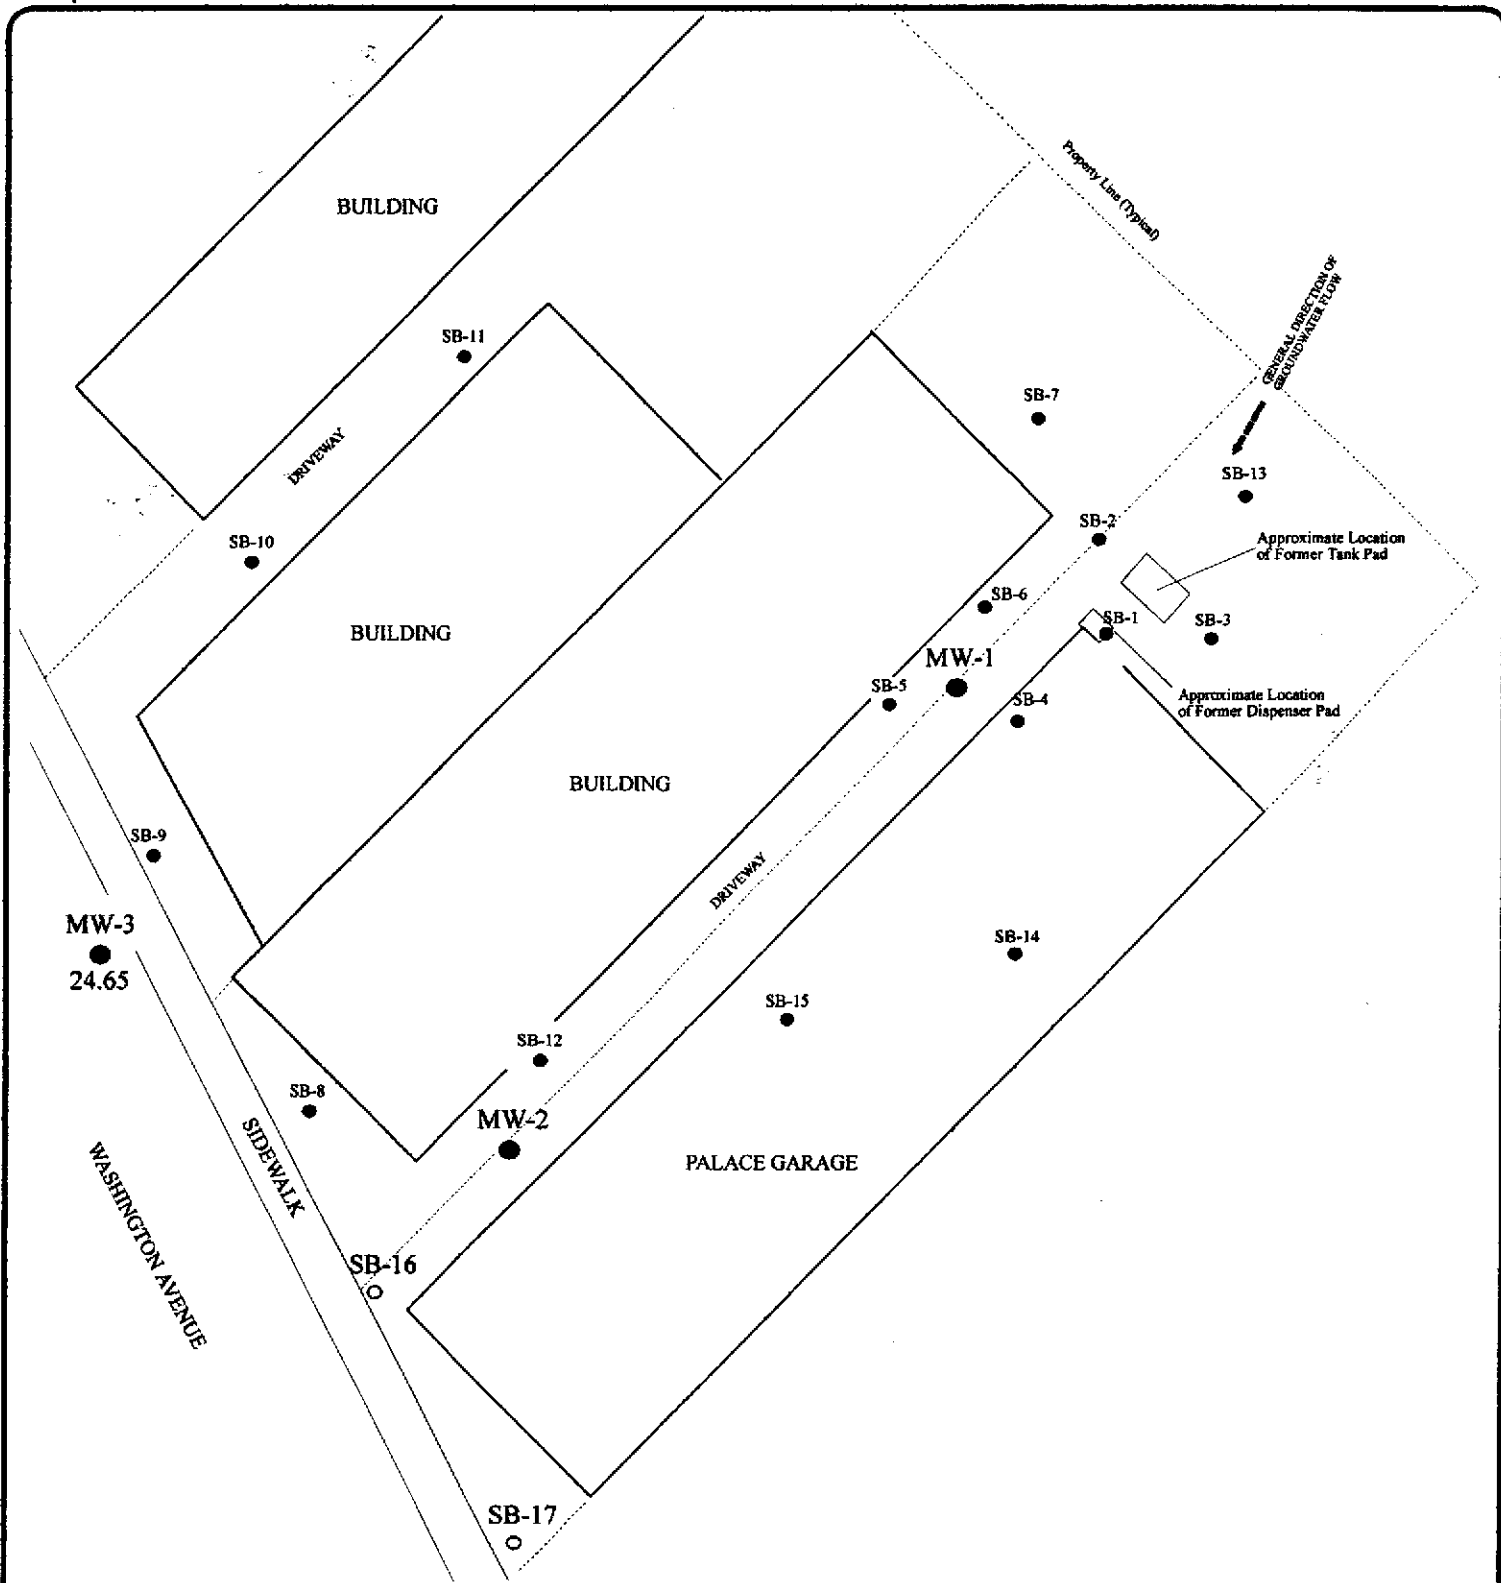 Property Line (Typical)
BUILDING
GENERAL DIRECTION OF
GROUNDWATER FLOW
SB-11
SB-7
DRIVEWAY
SB-13
SB-2
SB-10
Approximate Location
of Former Tank Pad
SB-6
SB-1
SB-3
BUILDING
MW-1
SB-5
SB-4
Approximate Location
of Former Dispenser Pad
BUILDING
SB-9
DRIVEWAY
MW-3
24.65
SB-14
SB-15
SB-12
SB-8
MW-2
SIDEWALK
PALACE GARAGE
WASHINGTON AVENUE
SB-16
SB-17